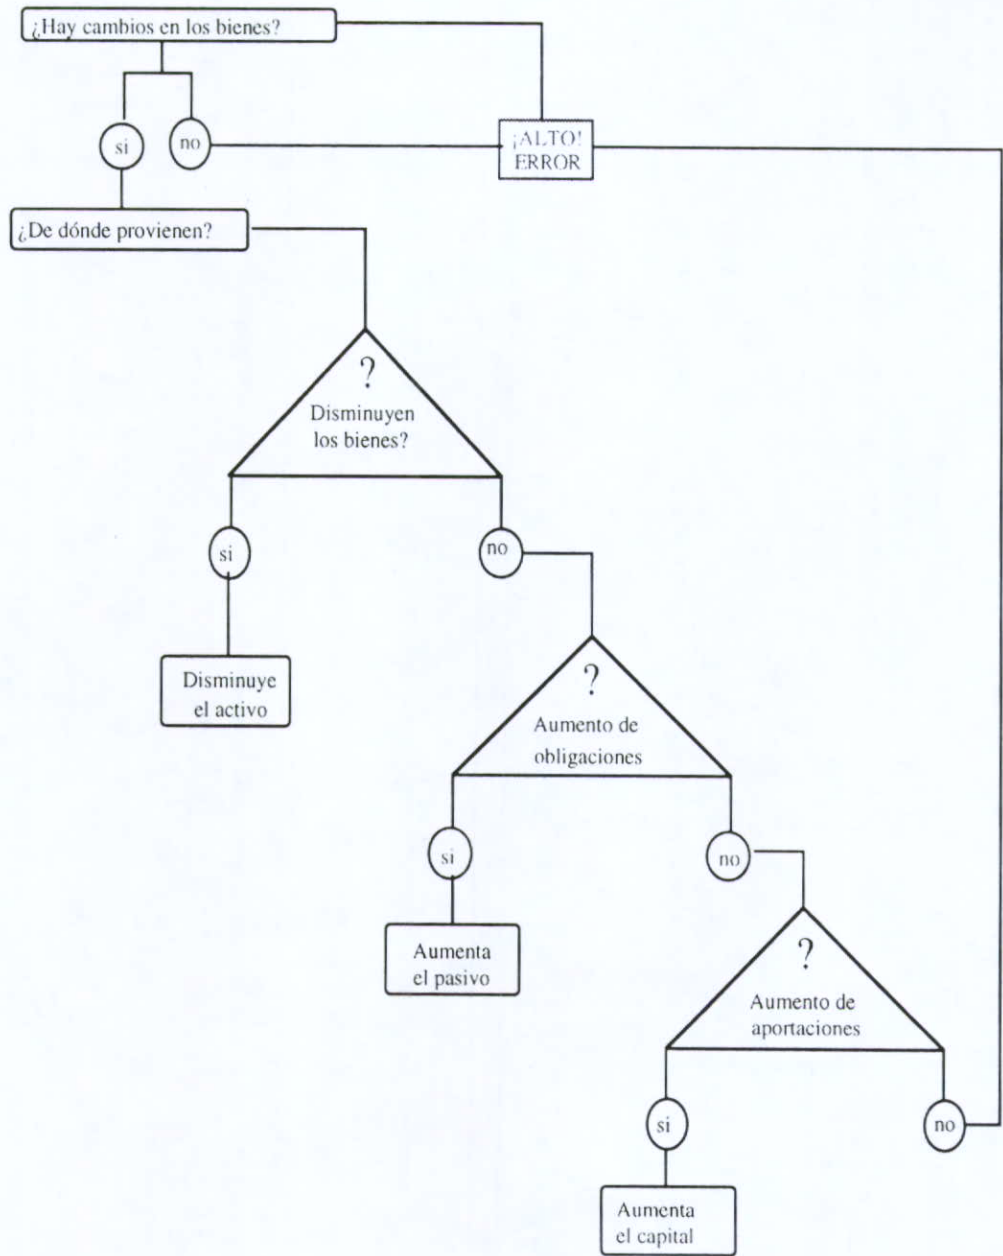 ¿Hay cambios en los bienes?
si
no
¡ALTO!
ERROR
¿De dónde provienen?
?
Disminuyen
los bienes?
si
no
Disminuye
el activo
?
Aumento de
obligaciones
si
no
Aumenta
el pasivo
?
Aumento de
aportaciones
si
no
Aumenta
el capital